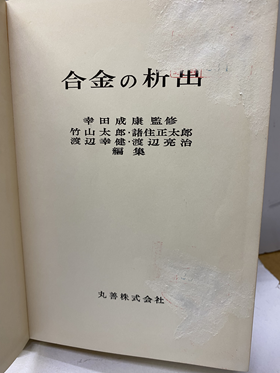 合金の析出
幸田成康監修
竹山太郎・諸住正太郎
渡辺幸健・渡辺亮治
編集
丸善株式会社